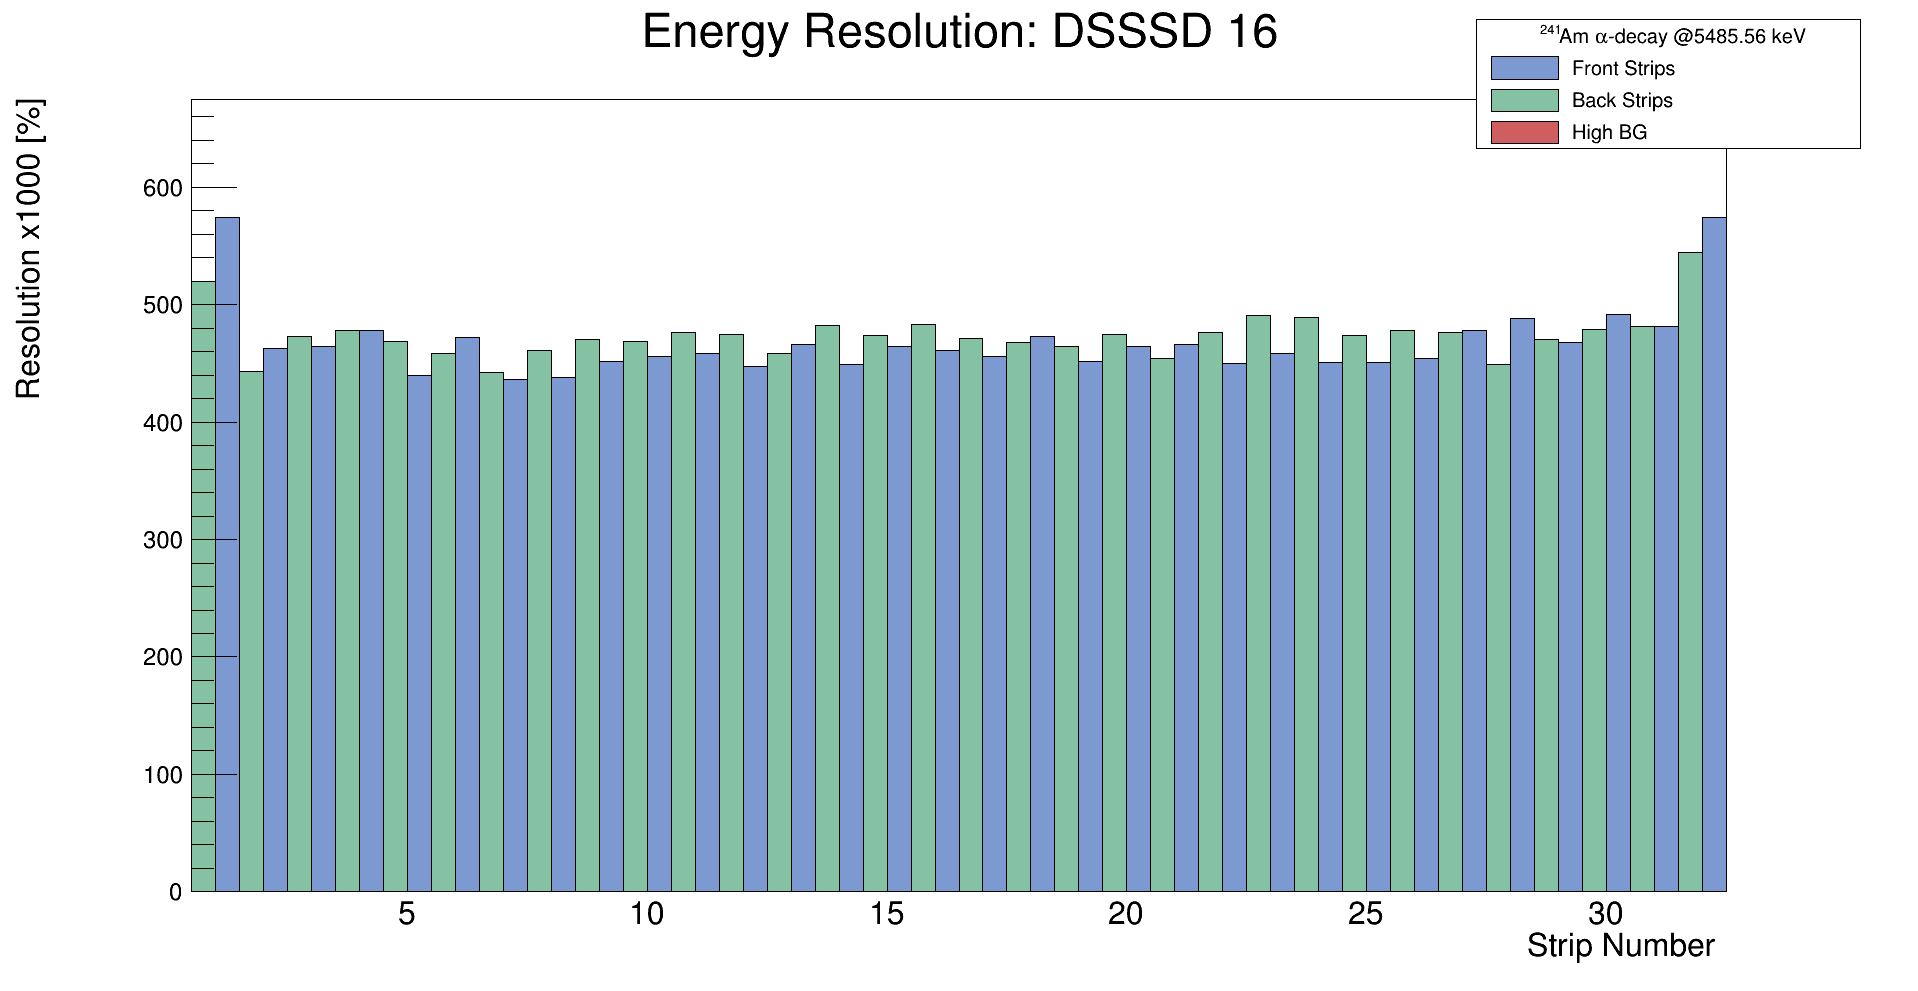 Energy Resolution: DSSSD 16
²⁴¹Am α-decay @5485.56 keV
Front Strips
Back Strips
High BG
Resolution x1000 [%]
600
500
400
300
200
100
0
5 10 15 20 25 30
Strip Number